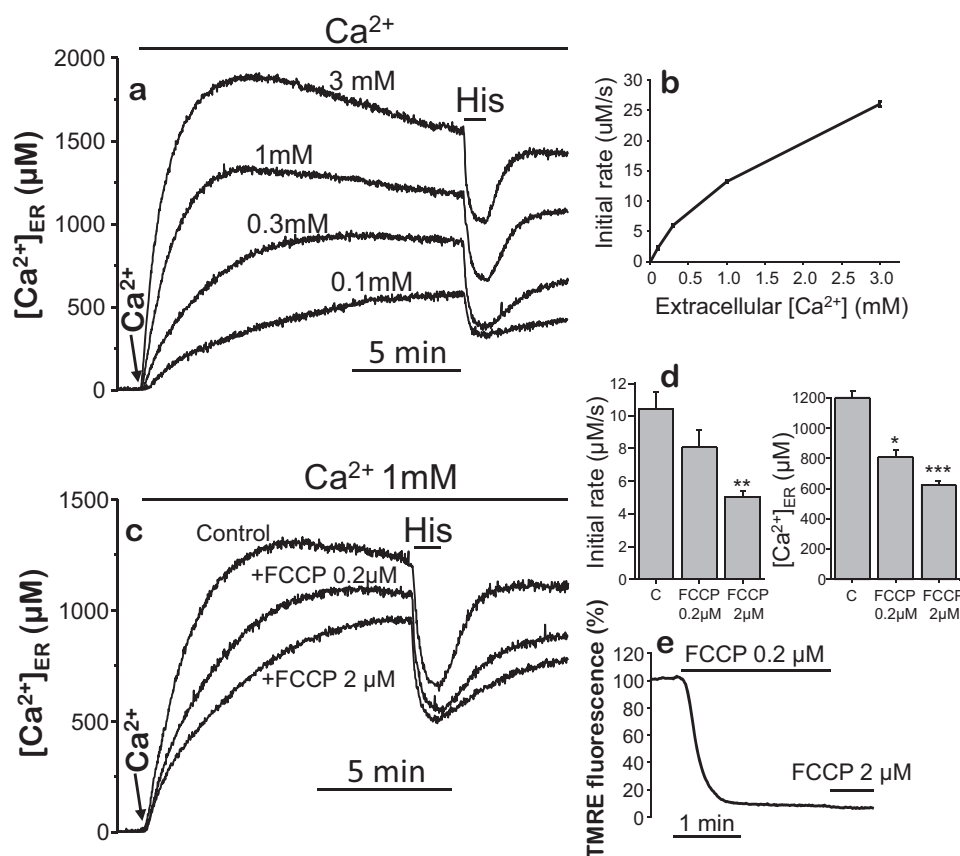 Ca²⁺
a
2000
1500
1000
500
0
[Ca²⁺]ER (µM)
3 mM
1mM
0.3mM
0.1mM
His
Ca²⁺
5 min
b
30
25
20
15
10
5
0
Initial rate (uM/s)
0 0.5 1.0 1.5 2.0 2.5 3.0
Extracellular [Ca²⁺] (mM)
Ca²⁺ 1mM
c
1500
1000
500
0
[Ca²⁺]ER (µM)
Control
+FCCP 0.2µM
+FCCP 2 µM
His
Ca²⁺
5 min
d
12
10
8
6
4
2
0
Initial rate (µM/s)
**
C FCCP 0.2µM FCCP 2µM
1200
1000
800
600
400
200
0
[Ca²⁺]ER (µM)
*
***
C FCCP 0.2µM FCCP 2µM
e
120
100
80
60
40
20
0
TMRE fluorescence (%)
FCCP 0.2 µM
FCCP 2 µM
1 min